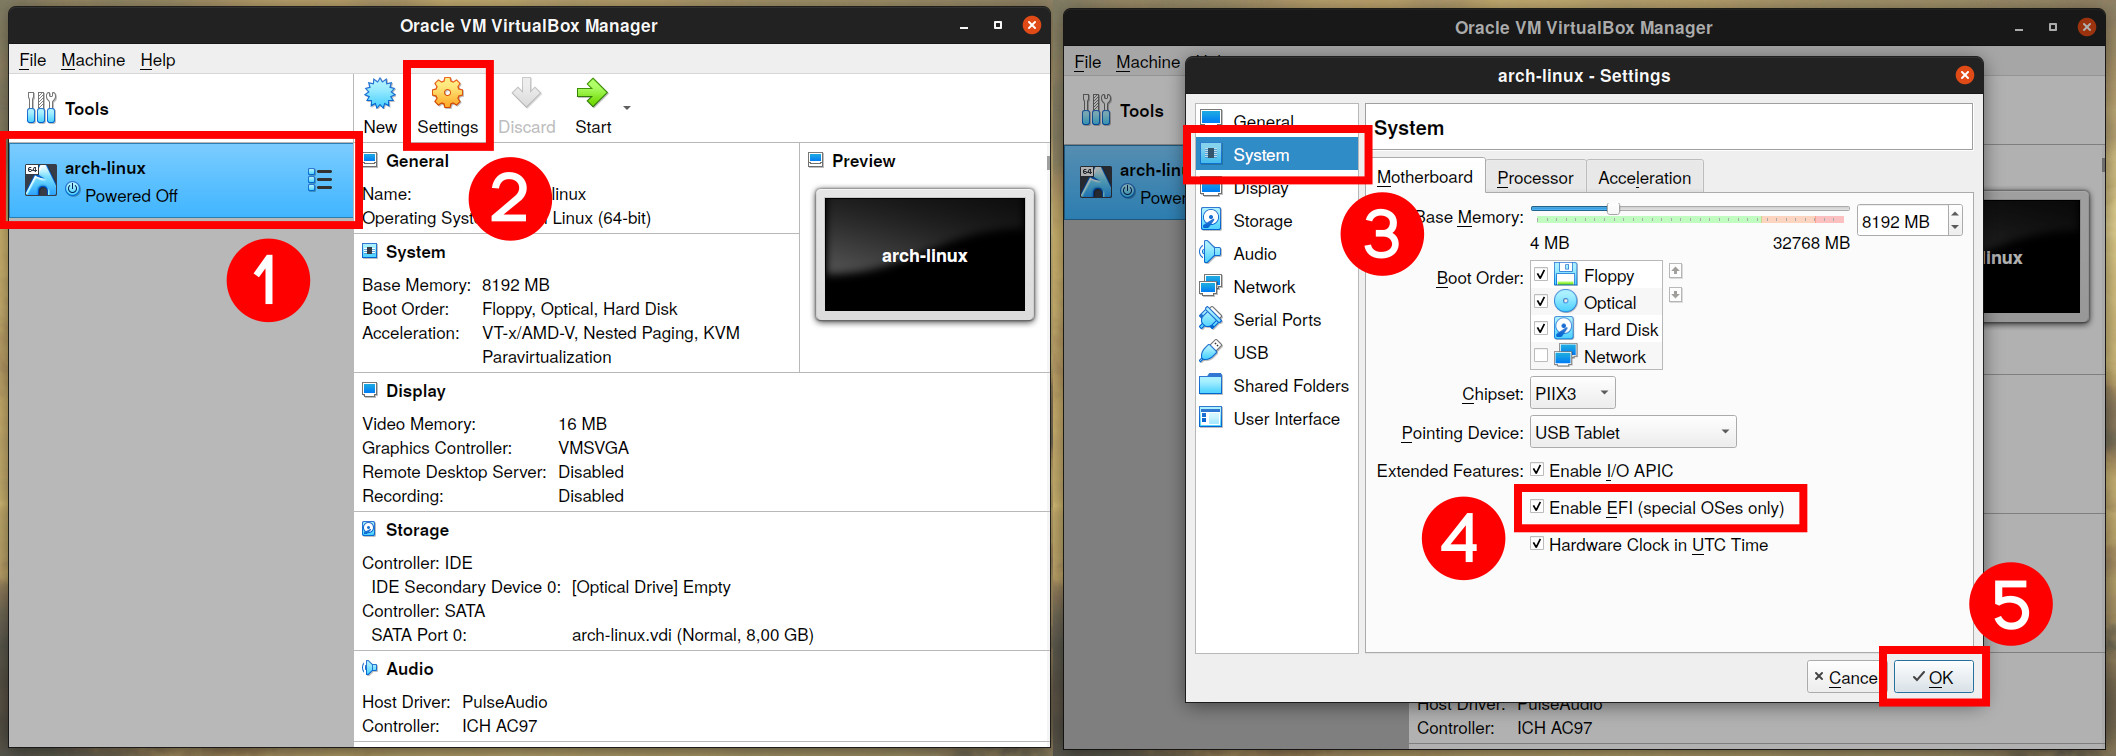 Oracle VM VirtualBox Manager
File Machine Help
Tools
New Settings Discard Start
arch-linux
Powered Off
64
1
2
General
Name: linux
Operating Syst Linux (64-bit)
Preview
arch-linux
System
Base Memory: 8192 MB
Boot Order: Floppy, Optical, Hard Disk
Acceleration: VT-x/AMD-V, Nested Paging, KVM
Paravirtualization
Display
Video Memory: 16 MB
Graphics Controller: VMSVGA
Remote Desktop Server: Disabled
Recording: Disabled
Storage
Controller: IDE
IDE Secondary Device 0: [Optical Drive] Empty
Controller: SATA
SATA Port 0: arch-linux.vdi (Normal, 8,00 GB)
Audio
Host Driver: PulseAudio
Controller: ICH AC97
Oracle VM VirtualBox Manager
File Machine
Tools
64
arch-linu
Power
arch-linux - Settings
General
System
Display
Storage
Audio
Network
Serial Ports
USB
Shared Folders
User Interface
3
System
Motherboard Processor Acceleration
Base Memory: 8192 MB
4 MB 32768 MB
Boot Order: Floppy
Optical
Hard Disk
Network
Chipset: PIIX3
Pointing Device: USB Tablet
Extended Features: Enable I/O APIC
Enable EFI (special OSes only)
Hardware Clock in UTC Time
4
5
Cance OK
linux
Host Driver: PulseAudio
Controller: ICH AC97